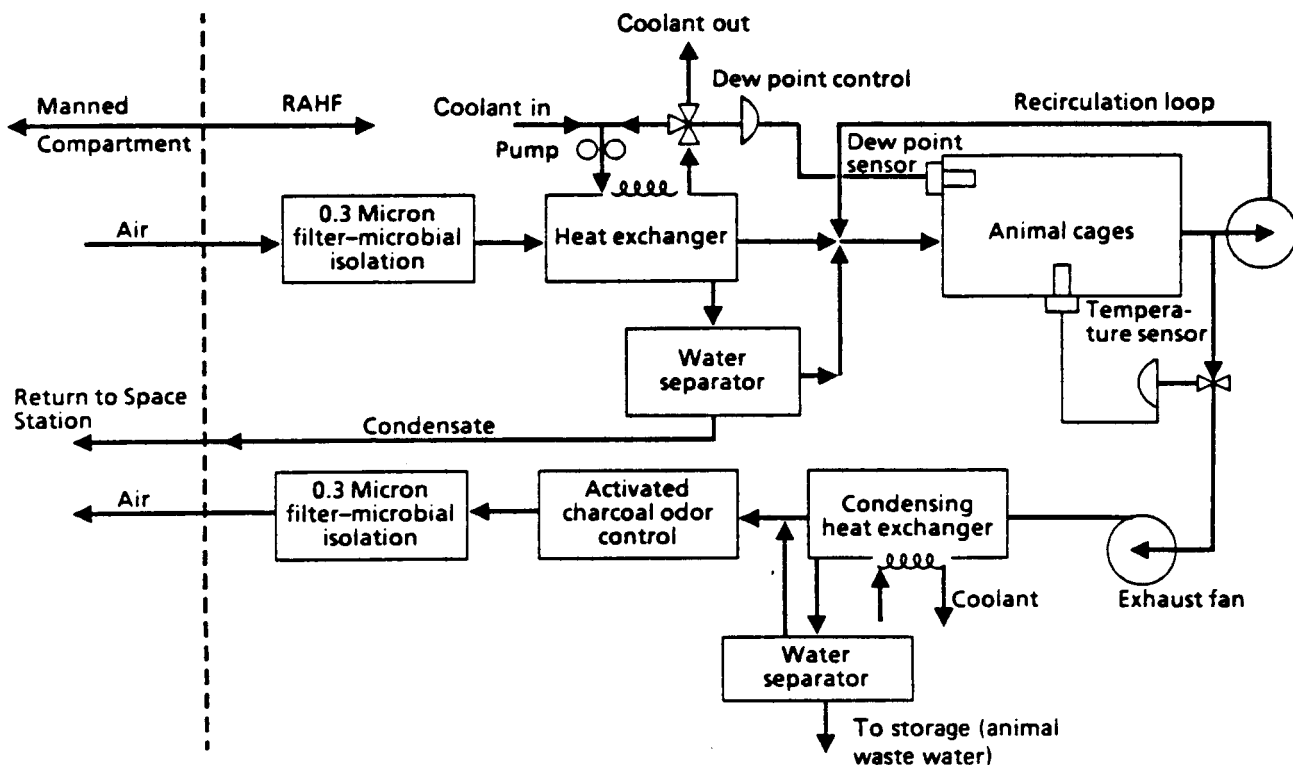 Coolant out
Dew point control
Manned
Compartment
RAHF
Coolant in
Recirculation loop
Pump
Dew point
sensor
Air
0.3 Micron
filter–microbial
isolation
Heat exchanger
Animal cages
Tempera-
ture sensor
Water
separator
Return to Space
Station
Condensate
Air
0.3 Micron
filter–microbial
isolation
Activated
charcoal odor
control
Condensing
heat exchanger
Coolant
Exhaust fan
Water
separator
To storage (animal
waste water)